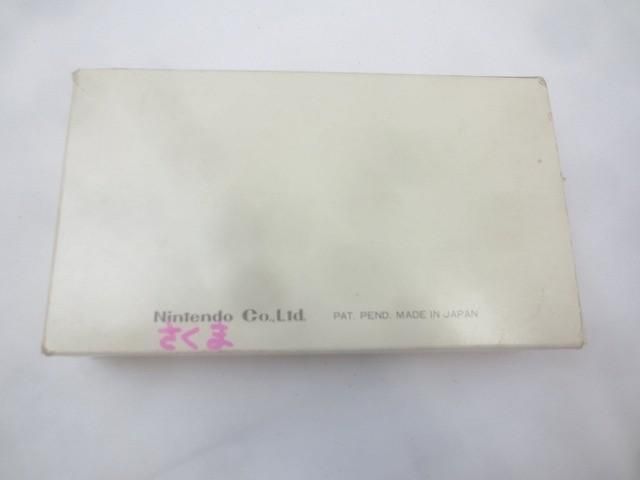 Nintendo Co.,Ltd. PAT. PEND. MADE IN JAPAN
さくま